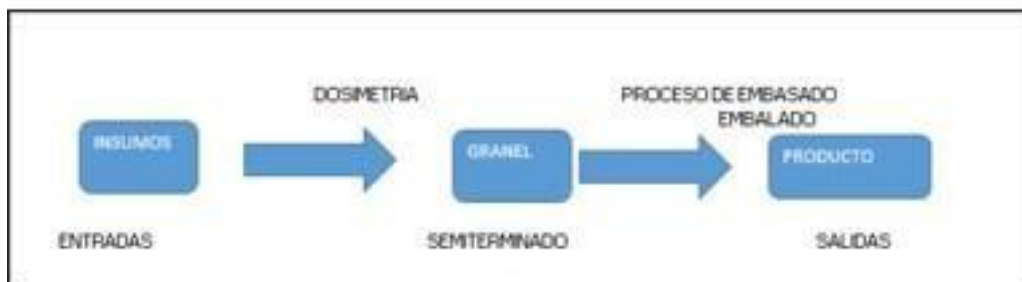 DOSIMETRIA
PROCESO DE EMBASADO
EMBALADO
INSUMOS
GRANEL
PRODUCTO
ENTRADAS
SEMITERMINADO
SALIDAS